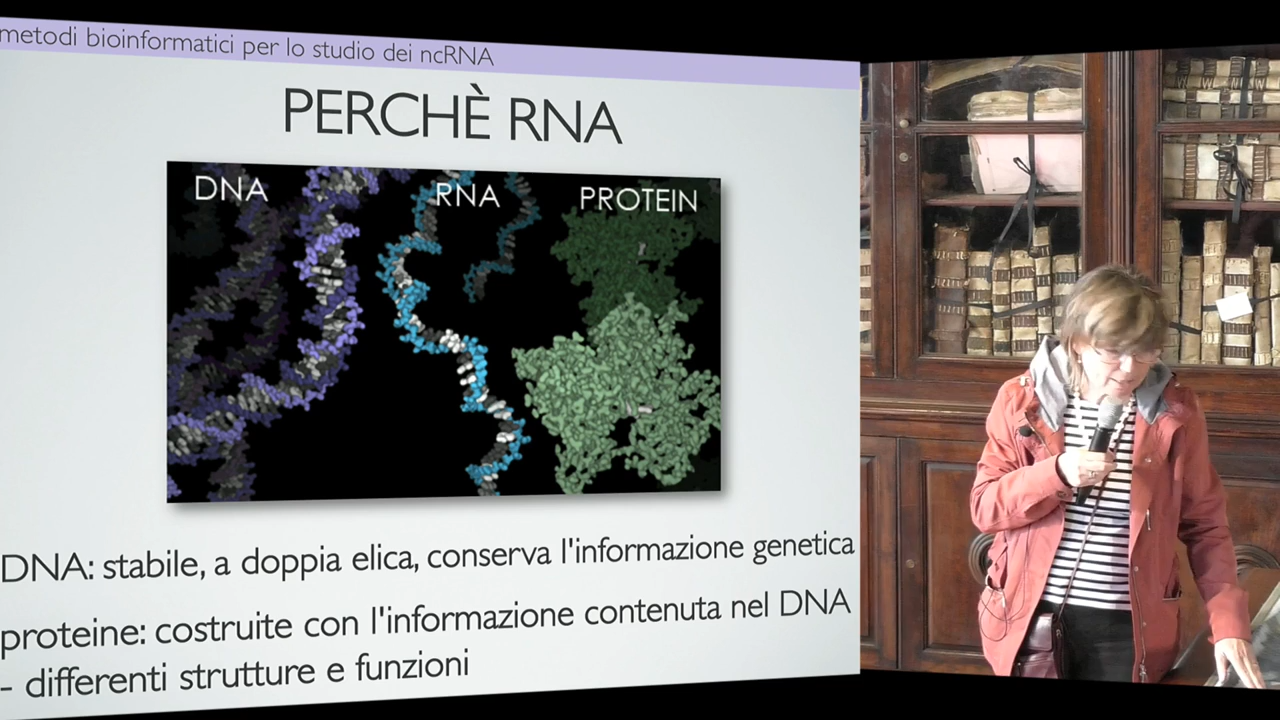 metodi bioinformatici per lo studio dei ncRNA
PERCHÈ RNA
DNA RNA PROTEIN
DNA: stabile, a doppia elica, conserva l'informazione genetica
proteine: costruite con l'informazione contenuta nel DNA
- differenti strutture e funzioni